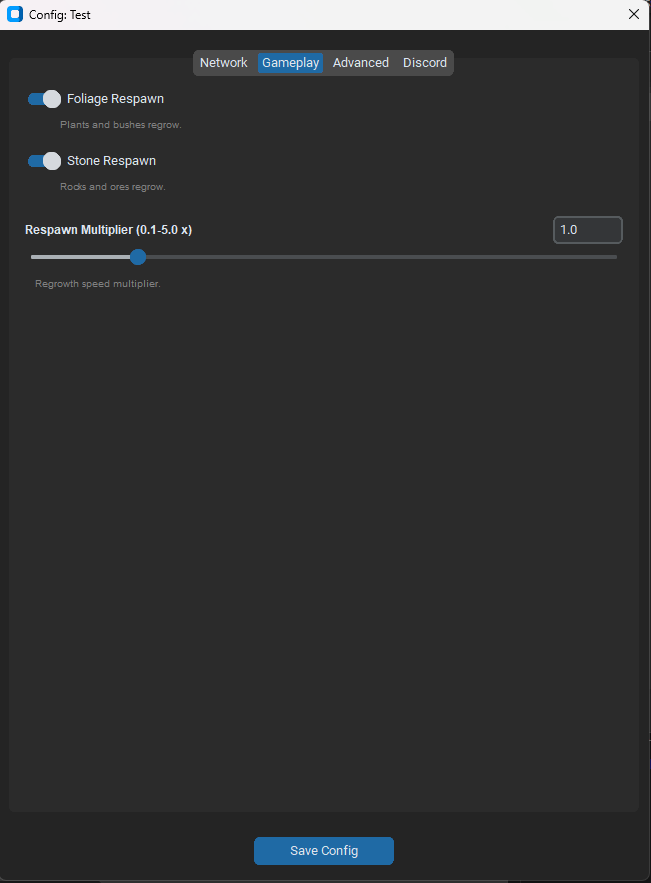 Config: Test
Network Gameplay Advanced Discord
Foliage Respawn
Plants and bushes regrow.
Stone Respawn
Rocks and ores regrow.
Respawn Multiplier (0.1-5.0 x) 1.0
Regrowth speed multiplier.
Save Config